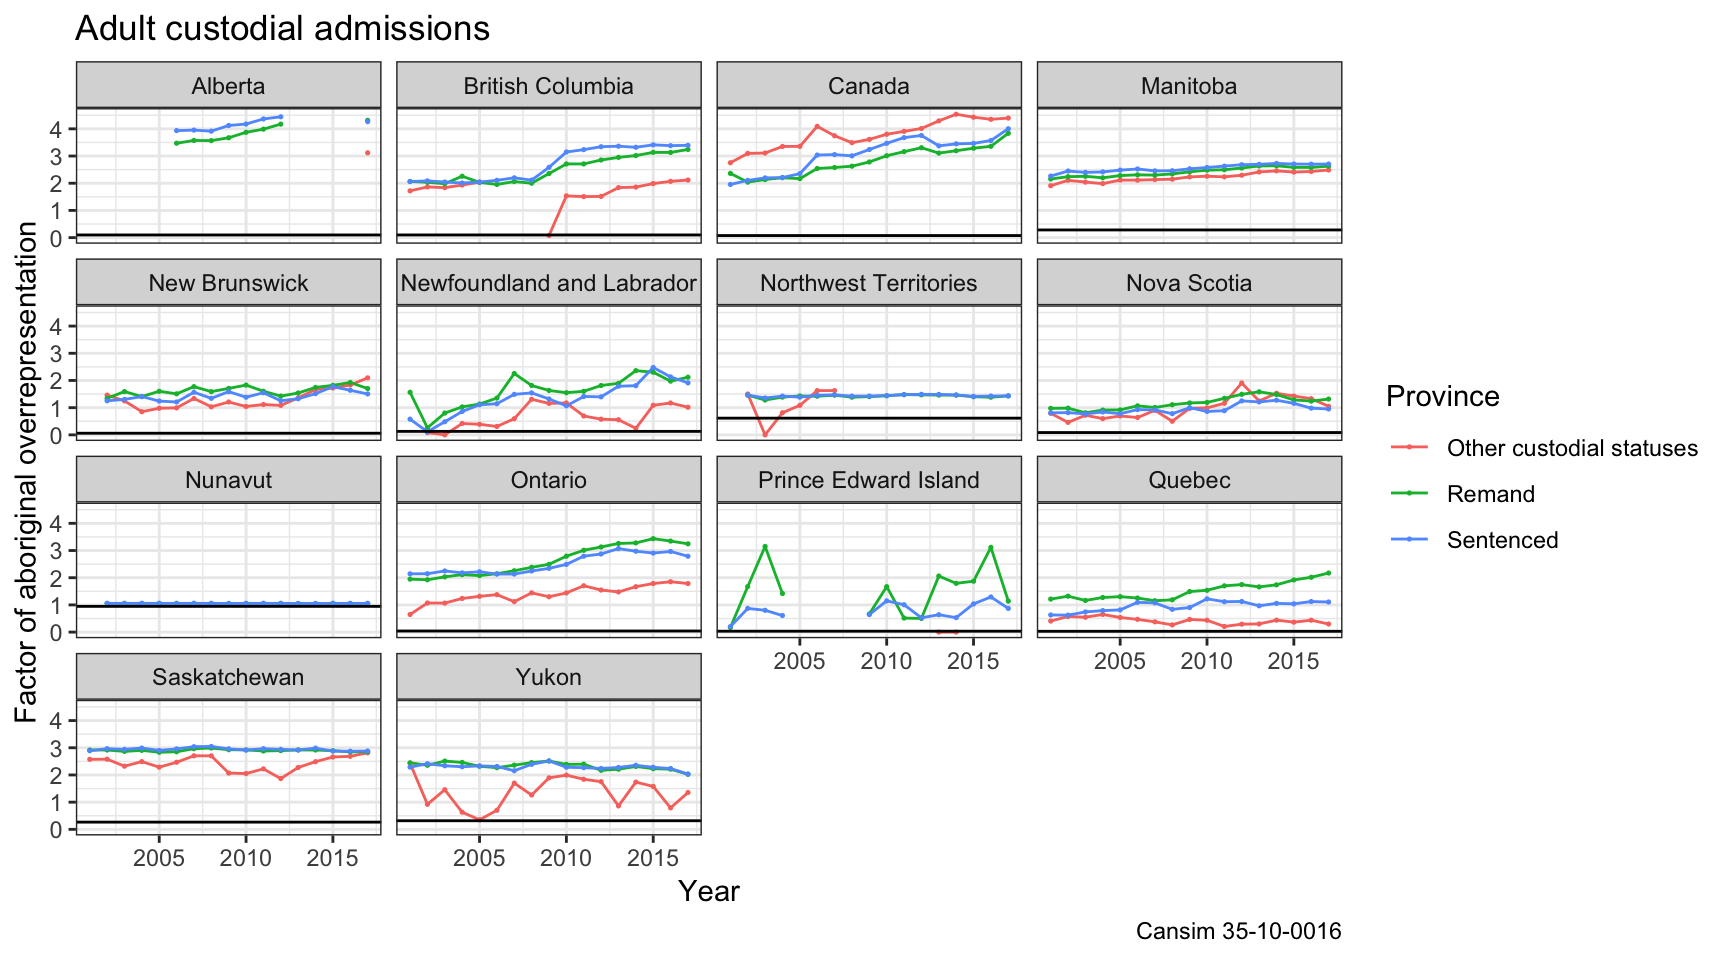 Adult custodial admissions
Alberta
British Columbia
Canada
Manitoba
4
3
2
1
0
New Brunswick
Newfoundland and Labrador
Northwest Territories
Nova Scotia
4
3
2
1
0
Nunavut
Ontario
Prince Edward Island
Quebec
4
3
2
1
0
2005 2010 2015
2005 2010 2015
Saskatchewan
Yukon
4
3
2
1
0
2005 2010 2015
2005 2010 2015
Factor of aboriginal overrepresentation
Year
Province
Other custodial statuses
Remand
Sentenced
Cansim 35-10-0016